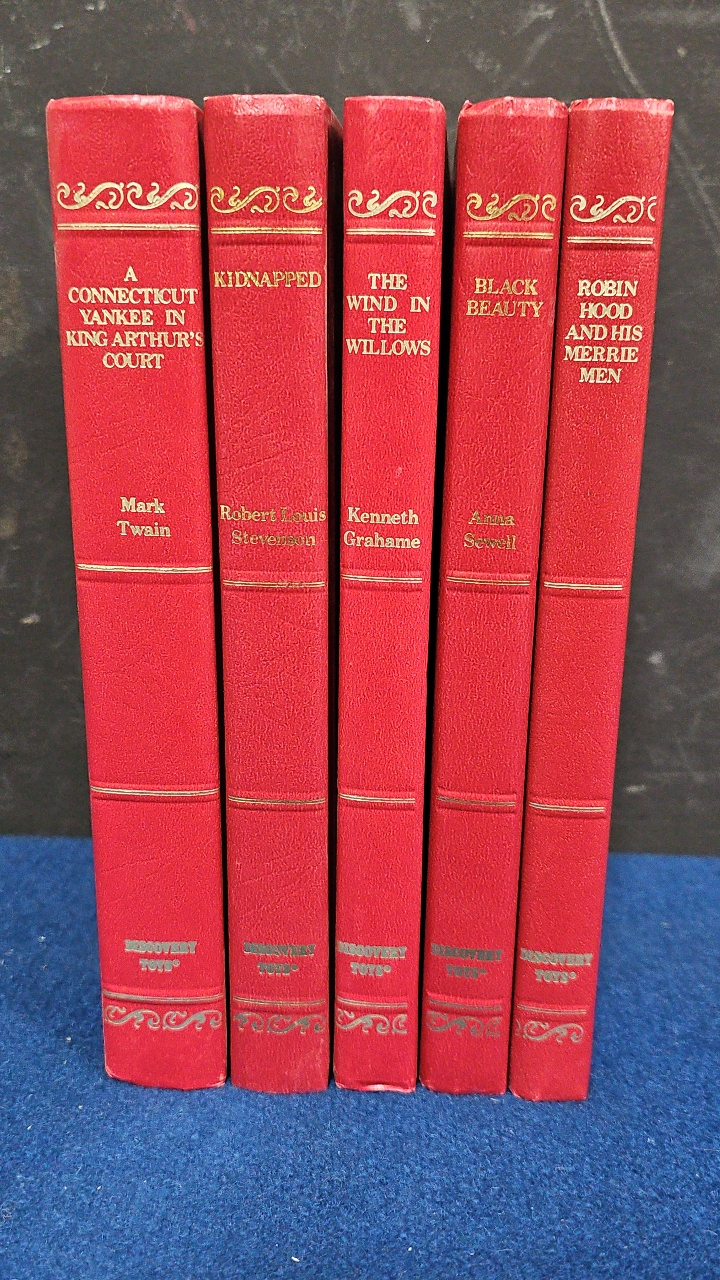 A
CONNECTICUT
YANKEE IN
KING ARTHUR'S
COURT
Mark
Twain
DISCOVERY
TOYS®
KIDNAPPED
Robert Louis
Stevenson
DISCOVERY
TOYS®
THE
WIND IN
THE
WILLOWS
Kenneth
Grahame
DISCOVERY
TOYS®
BLACK
BEAUTY
Anna
Sewell
DISCOVERY
TOYS®
ROBIN
HOOD
AND HIS
MERRIE
MEN
DISCOVERY
TOYS®